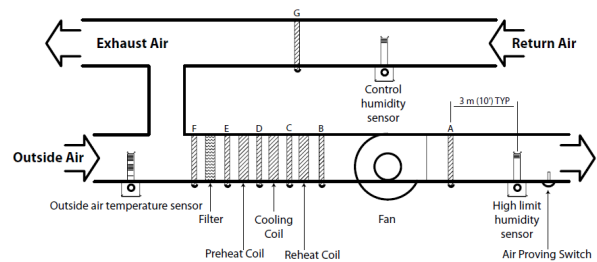 G
Exhaust Air
Return Air
Control
humidity
sensor
3 m (10') TYP
F
E
D
C
B
A
Outside Air
Outside air temperature sensor
Filter
Cooling
Coil
Fan
High limit
humidity
sensor
Preheat Coil
Reheat Coil
Air Proving Switch